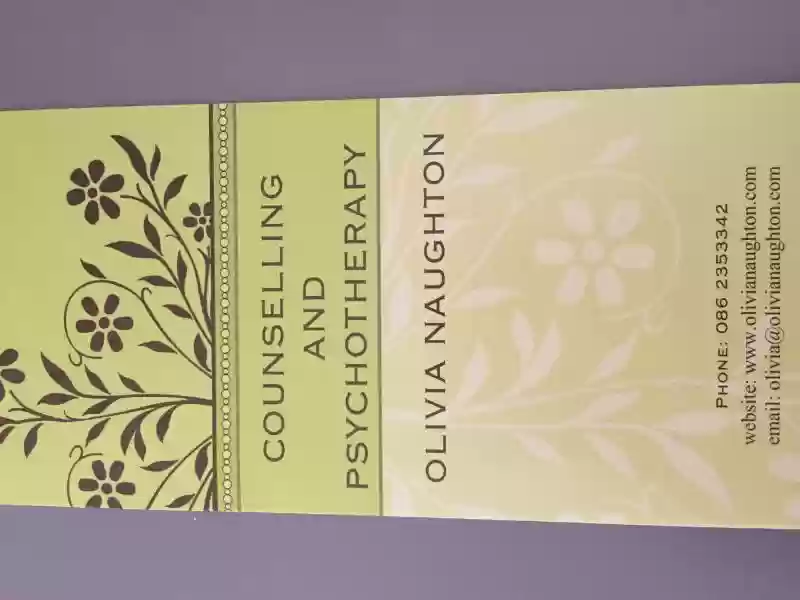 COUNSELLING
AND
PSYCHOTHERAPY
OLIVIA NAUGHTON
PHONE: 086 2353342
website: www.olivianaughton.com
email: olivia@olivianaughton.com